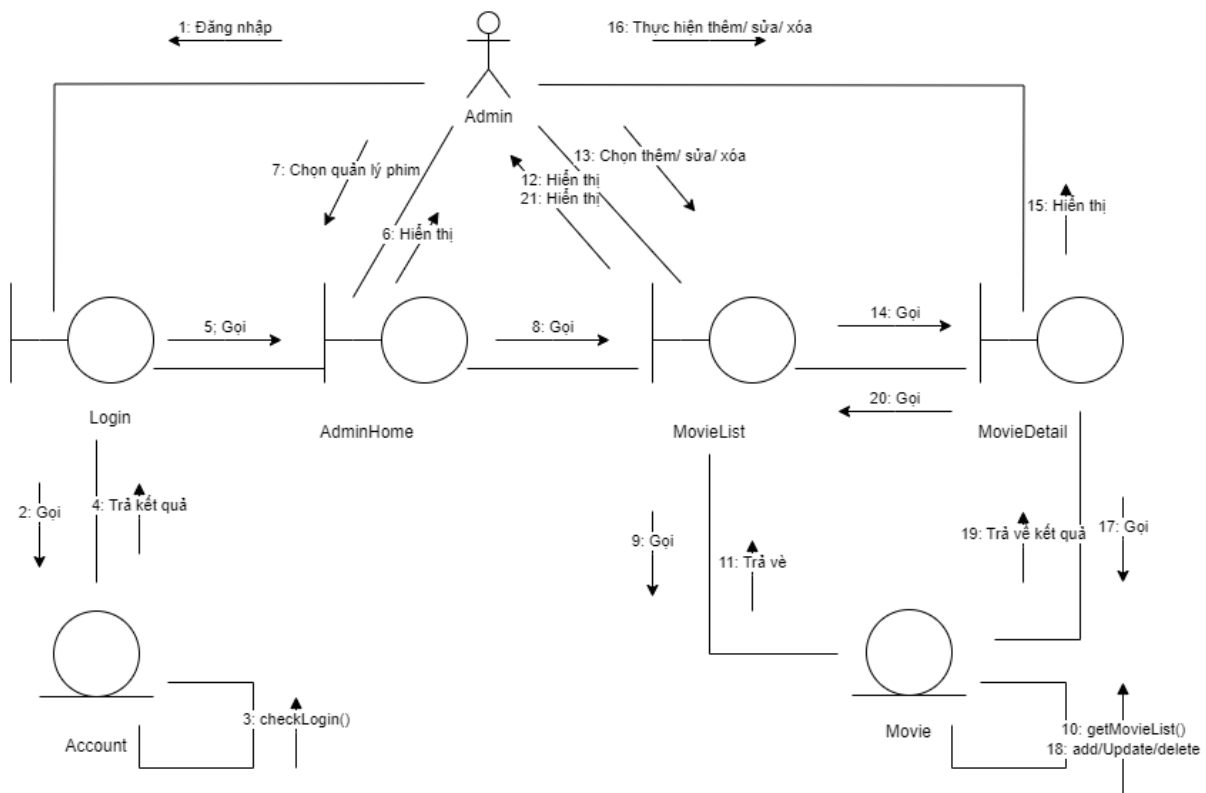 1: Đăng nhập
16: Thực hiện thêm/ sửa/ xóa
Admin
7: Chọn quản lý phim
13: Chọn thêm/ sửa/ xóa
12: Hiển thị
21: Hiển thị
6: Hiển thị
15: Hiển thị
5; Gọi
8: Gọi
14: Gọi
20: Gọi
Login
AdminHome
MovieList
MovieDetail
2: Gọi
4: Trả kết quả
9: Gọi
11: Trả vè
19: Trả về kết quả
17: Gọi
3: checkLogin()
Account
Movie
10: getMovieList()
18: add/Update/delete